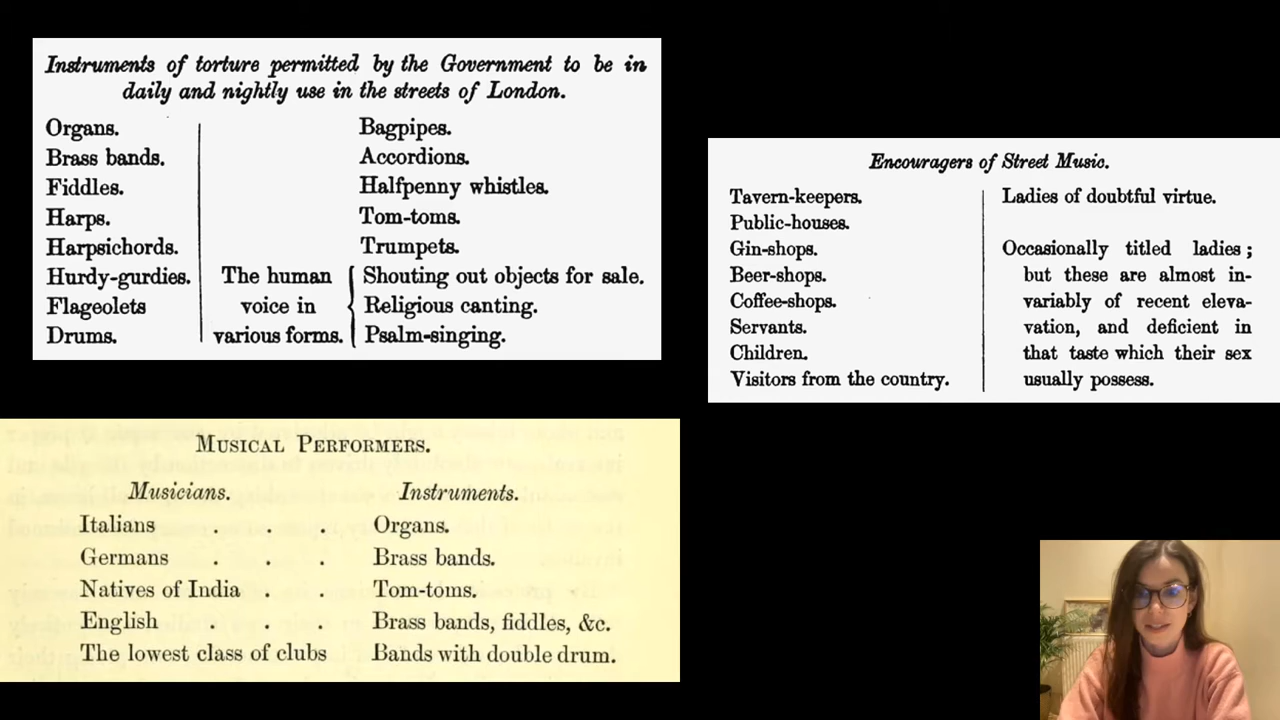 Instruments of torture permitted by the Government to be in
daily and nightly use in the streets of London.
Organs.
Brass bands.
Fiddles.
Harps.
Harpsichords.
Hurdy-gurdies.
Flageolets
Drums.
The human
voice in
various forms.
Bagpipes.
Accordions.
Halfpenny whistles.
Tom-toms.
Trumpets.
Shouting out objects for sale.
Religious canting.
Psalm-singing.
Encouragers of Street Music.
Tavern-keepers.
Public-houses.
Gin-shops.
Beer-shops.
Coffee-shops.
Servants.
Children.
Visitors from the country.
Ladies of doubtful virtue.
Occasionally titled ladies;
but these are almost in-
variably of recent eleva-
vation, and deficient in
that taste which their sex
usually possess.
MUSICAL PERFORMERS.
Musicians. Instruments.
Italians . . . Organs.
Germans . . . Brass bands.
Natives of India . . Tom-toms.
English . . . Brass bands, fiddles, &c.
The lowest class of clubs Bands with double drum.